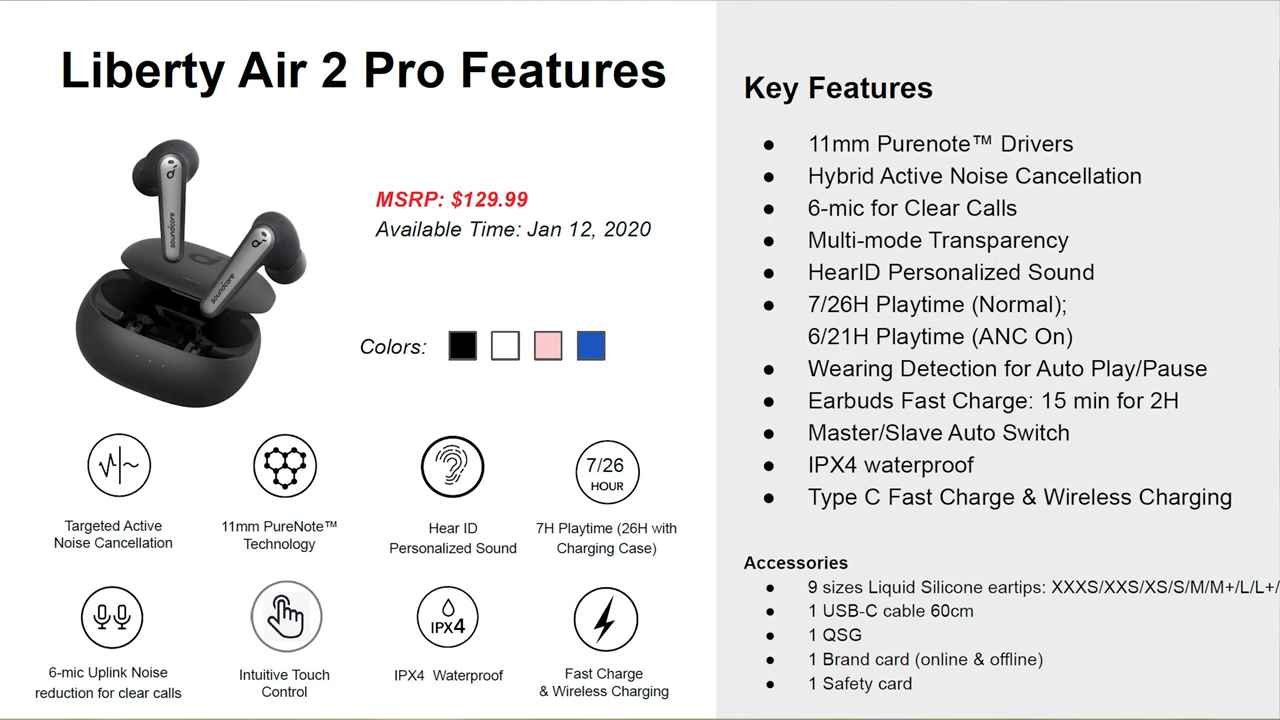 Liberty Air 2 Pro Features
soundcore
soundcore
MSRP: $129.99
Available Time: Jan 12, 2020
Colors:
Targeted Active
Noise Cancellation
11mm PureNote™
Technology
Hear ID
Personalized Sound
7/26
HOUR
7H Playtime (26H with
Charging Case)
6-mic Uplink Noise
reduction for clear calls
Intuitive Touch
Control
IPX4
IPX4 Waterproof
Fast Charge
& Wireless Charging
Key Features
● 11mm Purenote™ Drivers
● Hybrid Active Noise Cancellation
● 6-mic for Clear Calls
● Multi-mode Transparency
● HearID Personalized Sound
● 7/26H Playtime (Normal);
6/21H Playtime (ANC On)
● Wearing Detection for Auto Play/Pause
● Earbuds Fast Charge: 15 min for 2H
● Master/Slave Auto Switch
● IPX4 waterproof
● Type C Fast Charge & Wireless Charging
Accessories
● 9 sizes Liquid Silicone eartips: XXXS/XXS/XS/S/M/M+/L/L+/
● 1 USB-C cable 60cm
● 1 QSG
● 1 Brand card (online & offline)
● 1 Safety card